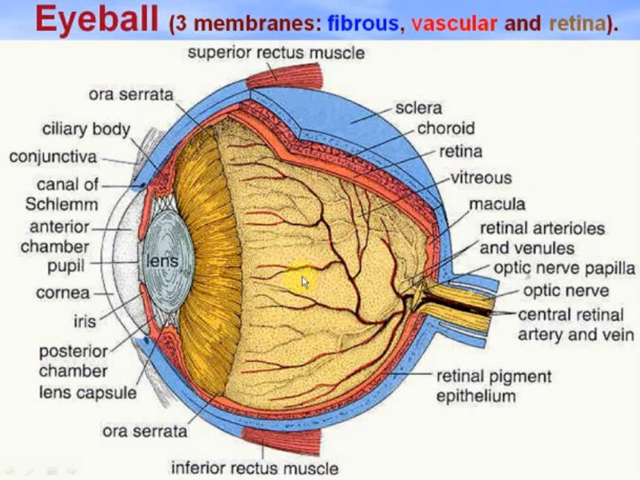 Eyeball (3 membranes: fibrous, vascular and retina).
superior rectus muscle
ora serrata
ciliary body
conjunctiva
canal of
Schlemm
anterior
chamber
pupil
cornea
iris
posterior
chamber
lens capsule
ora serrata
inferior rectus muscle
lens
sclera
choroid
retina
vitreous
macula
retinal arterioles
and venules
optic nerve papilla
optic nerve
central retinal
artery and vein
retinal pigment
epithelium